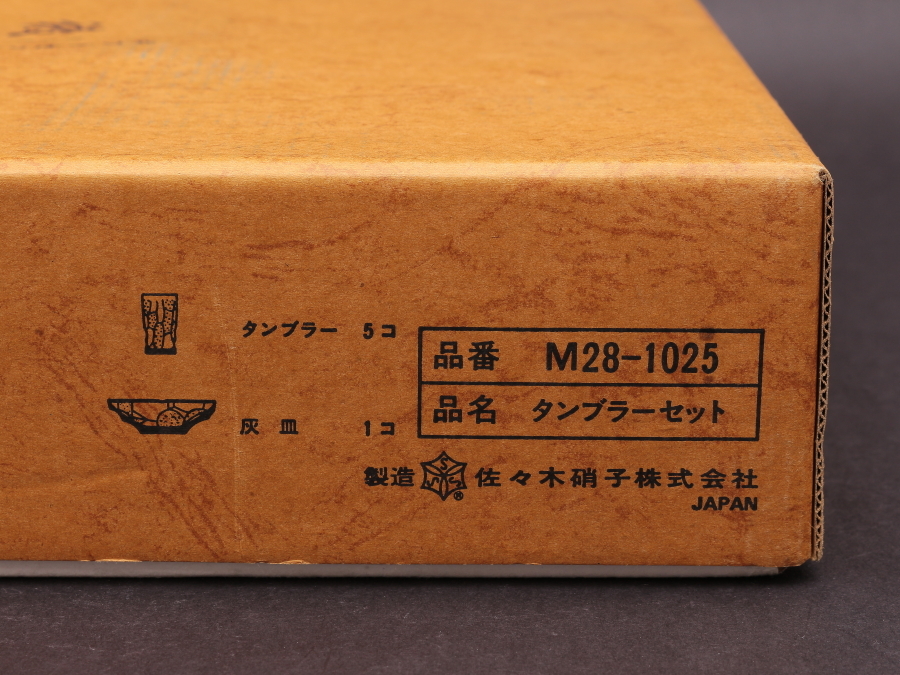 タンブラー 5コ
灰皿 1コ
品番 M28-1025
品名 タンブラーセット
製造 ® 佐々木硝子株式会社
JAPAN